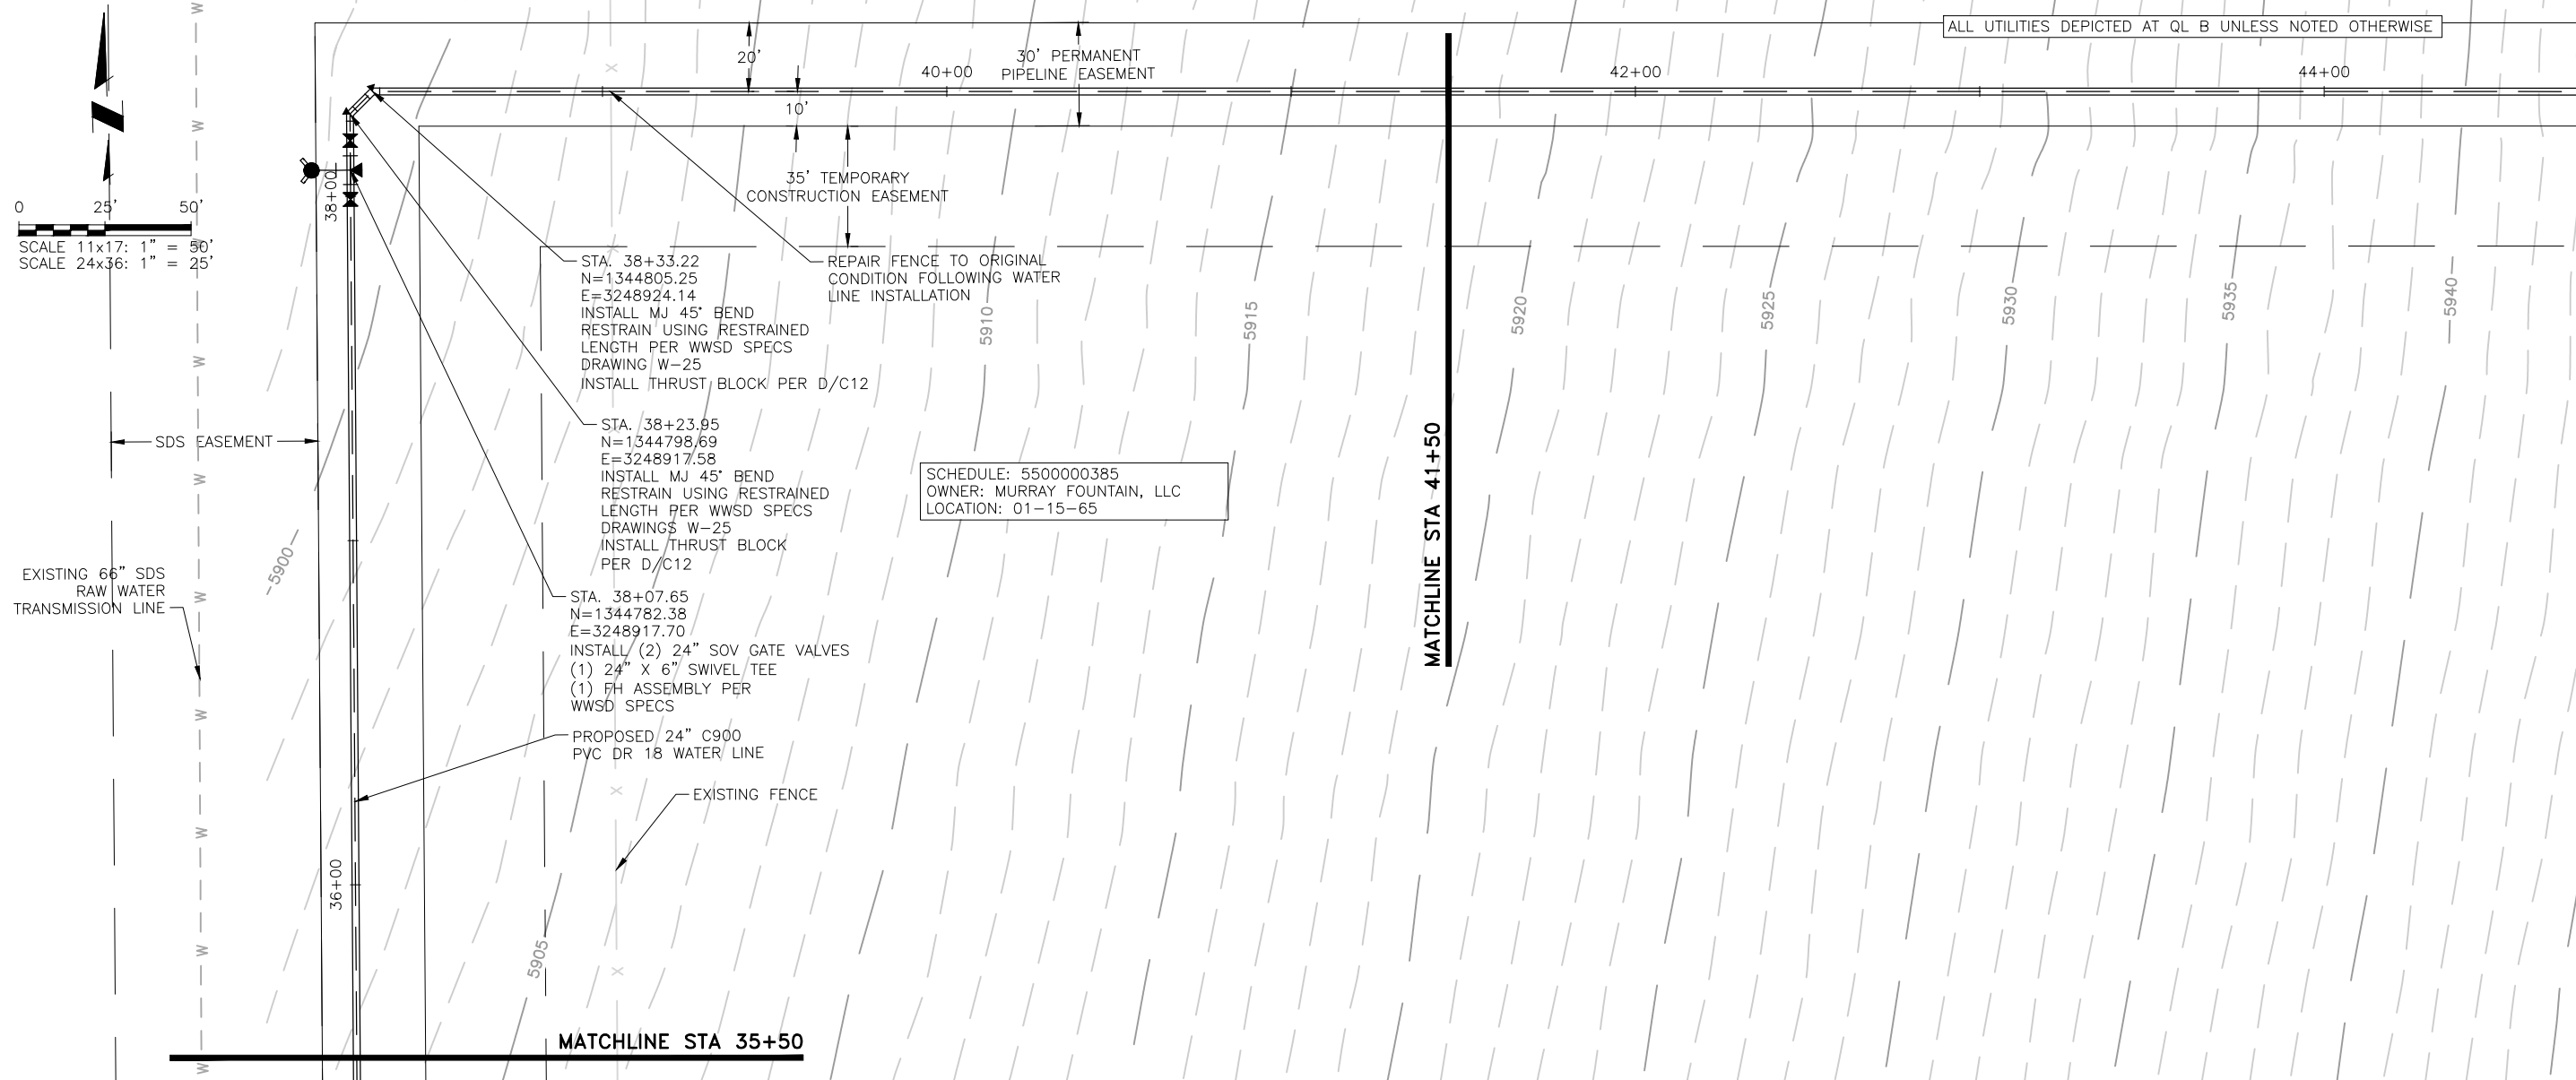 ALL UTILITIES DEPICTED AT QL B UNLESS NOTED OTHERWISE
20'
30' PERMANENT
PIPELINE EASEMENT
40+00
42+00
44+00
10'
35' TEMPORARY
CONSTRUCTION EASEMENT
38+00
0 25' 50'
SCALE 11x17: 1" = 50'
SCALE 24x36: 1" = 25'
STA. 38+33.22
N=1344805.25
E=3248924.14
INSTALL MJ 45° BEND
RESTRAIN USING RESTRAINED
LENGTH PER WWSD SPECS
DRAWING W-25
INSTALL THRUST BLOCK PER D/C12
REPAIR FENCE TO ORIGINAL
CONDITION FOLLOWING WATER
LINE INSTALLATION
5910
5915
5920
5925
5930
5935
5940
STA. 38+23.95
N=1344798.69
E=3248917.58
INSTALL MJ 45° BEND
RESTRAIN USING RESTRAINED
LENGTH PER WWSD SPECS
DRAWINGS W-25
INSTALL THRUST BLOCK
PER D/C12
SDS EASEMENT
SCHEDULE: 5500000385
OWNER: MURRAY FOUNTAIN, LLC
LOCATION: 01-15-65
MATCHLINE STA 41+50
5900
EXISTING 66" SDS
RAW WATER
TRANSMISSION LINE
STA. 38+07.65
N=1344782.38
E=3248917.70
INSTALL (2) 24" SOV GATE VALVES
(1) 24" X 6" SWIVEL TEE
(1) FH ASSEMBLY PER
WWSD SPECS
PROPOSED 24" C900
PVC DR 18 WATER LINE
EXISTING FENCE
36+00
5905
MATCHLINE STA 35+50
W
W
W
W
W
W
W
W
W
W
X
X
X
X